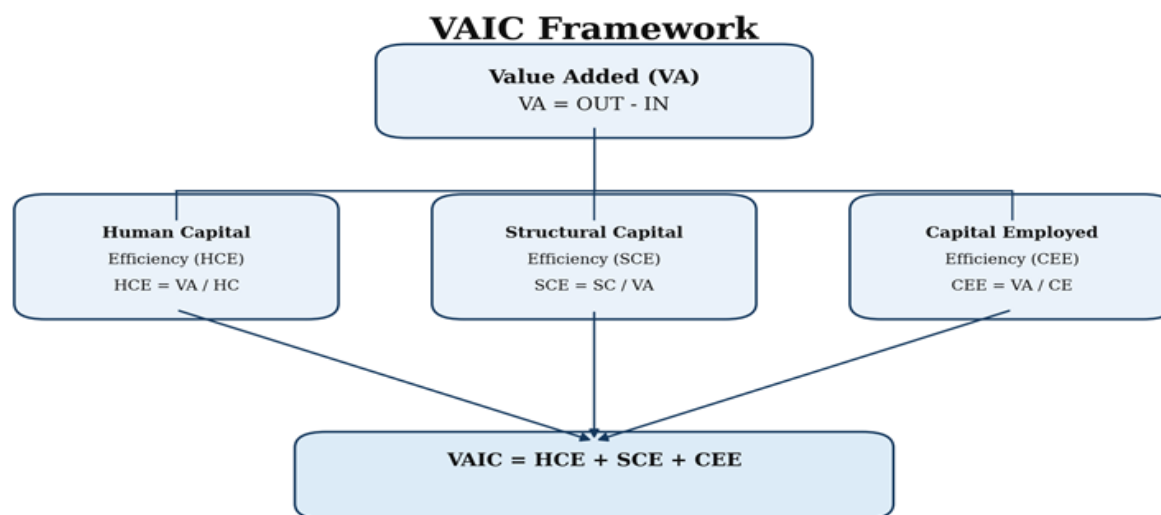 VAIC Framework
Value Added (VA)
VA = OUT - IN
Human Capital
Efficiency (HCE)
HCE = VA / HC
Structural Capital
Efficiency (SCE)
SCE = SC / VA
Capital Employed
Efficiency (CEE)
CEE = VA / CE
VAIC = HCE + SCE + CEE